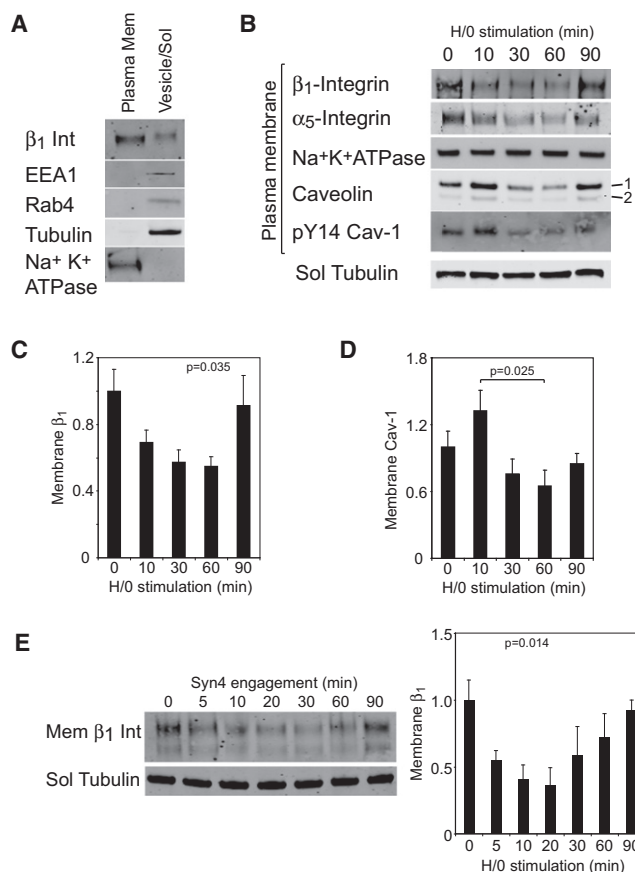 A
Plasma Mem
Vesicle/Sol
β1 Int
EEA1
Rab4
Tubulin
Na+ K+
ATPase
B
H/0 stimulation (min)
0 10 30 60 90
Plasma membrane
β1-Integrin
α5-Integrin
Na+K+ATPase
Caveolin
1
2
pY14 Cav-1
Sol Tubulin
C
p=0.035
Membrane β1
1.2
0.8
0.4
0
0 10 30 60 90
H/0 stimulation (min)
D
p=0.025
Membrane Cav-1
1.8
1.2
0.6
0
0 10 30 60 90
H/0 stimulation (min)
E
Syn4 engagement (min)
0 5 10 20 30 60 90
Mem β1 Int
Sol Tubulin
p=0.014
Membrane β1
1.5
1.0
0.5
0
0 5 10 20 30 60 90
H/0 stimulation (min)